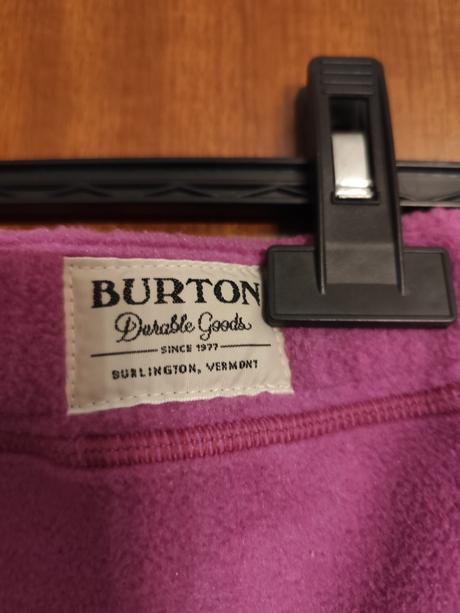 BURTON
Durable Goods
SINCE 1977
BURLINGTON, VERMONT